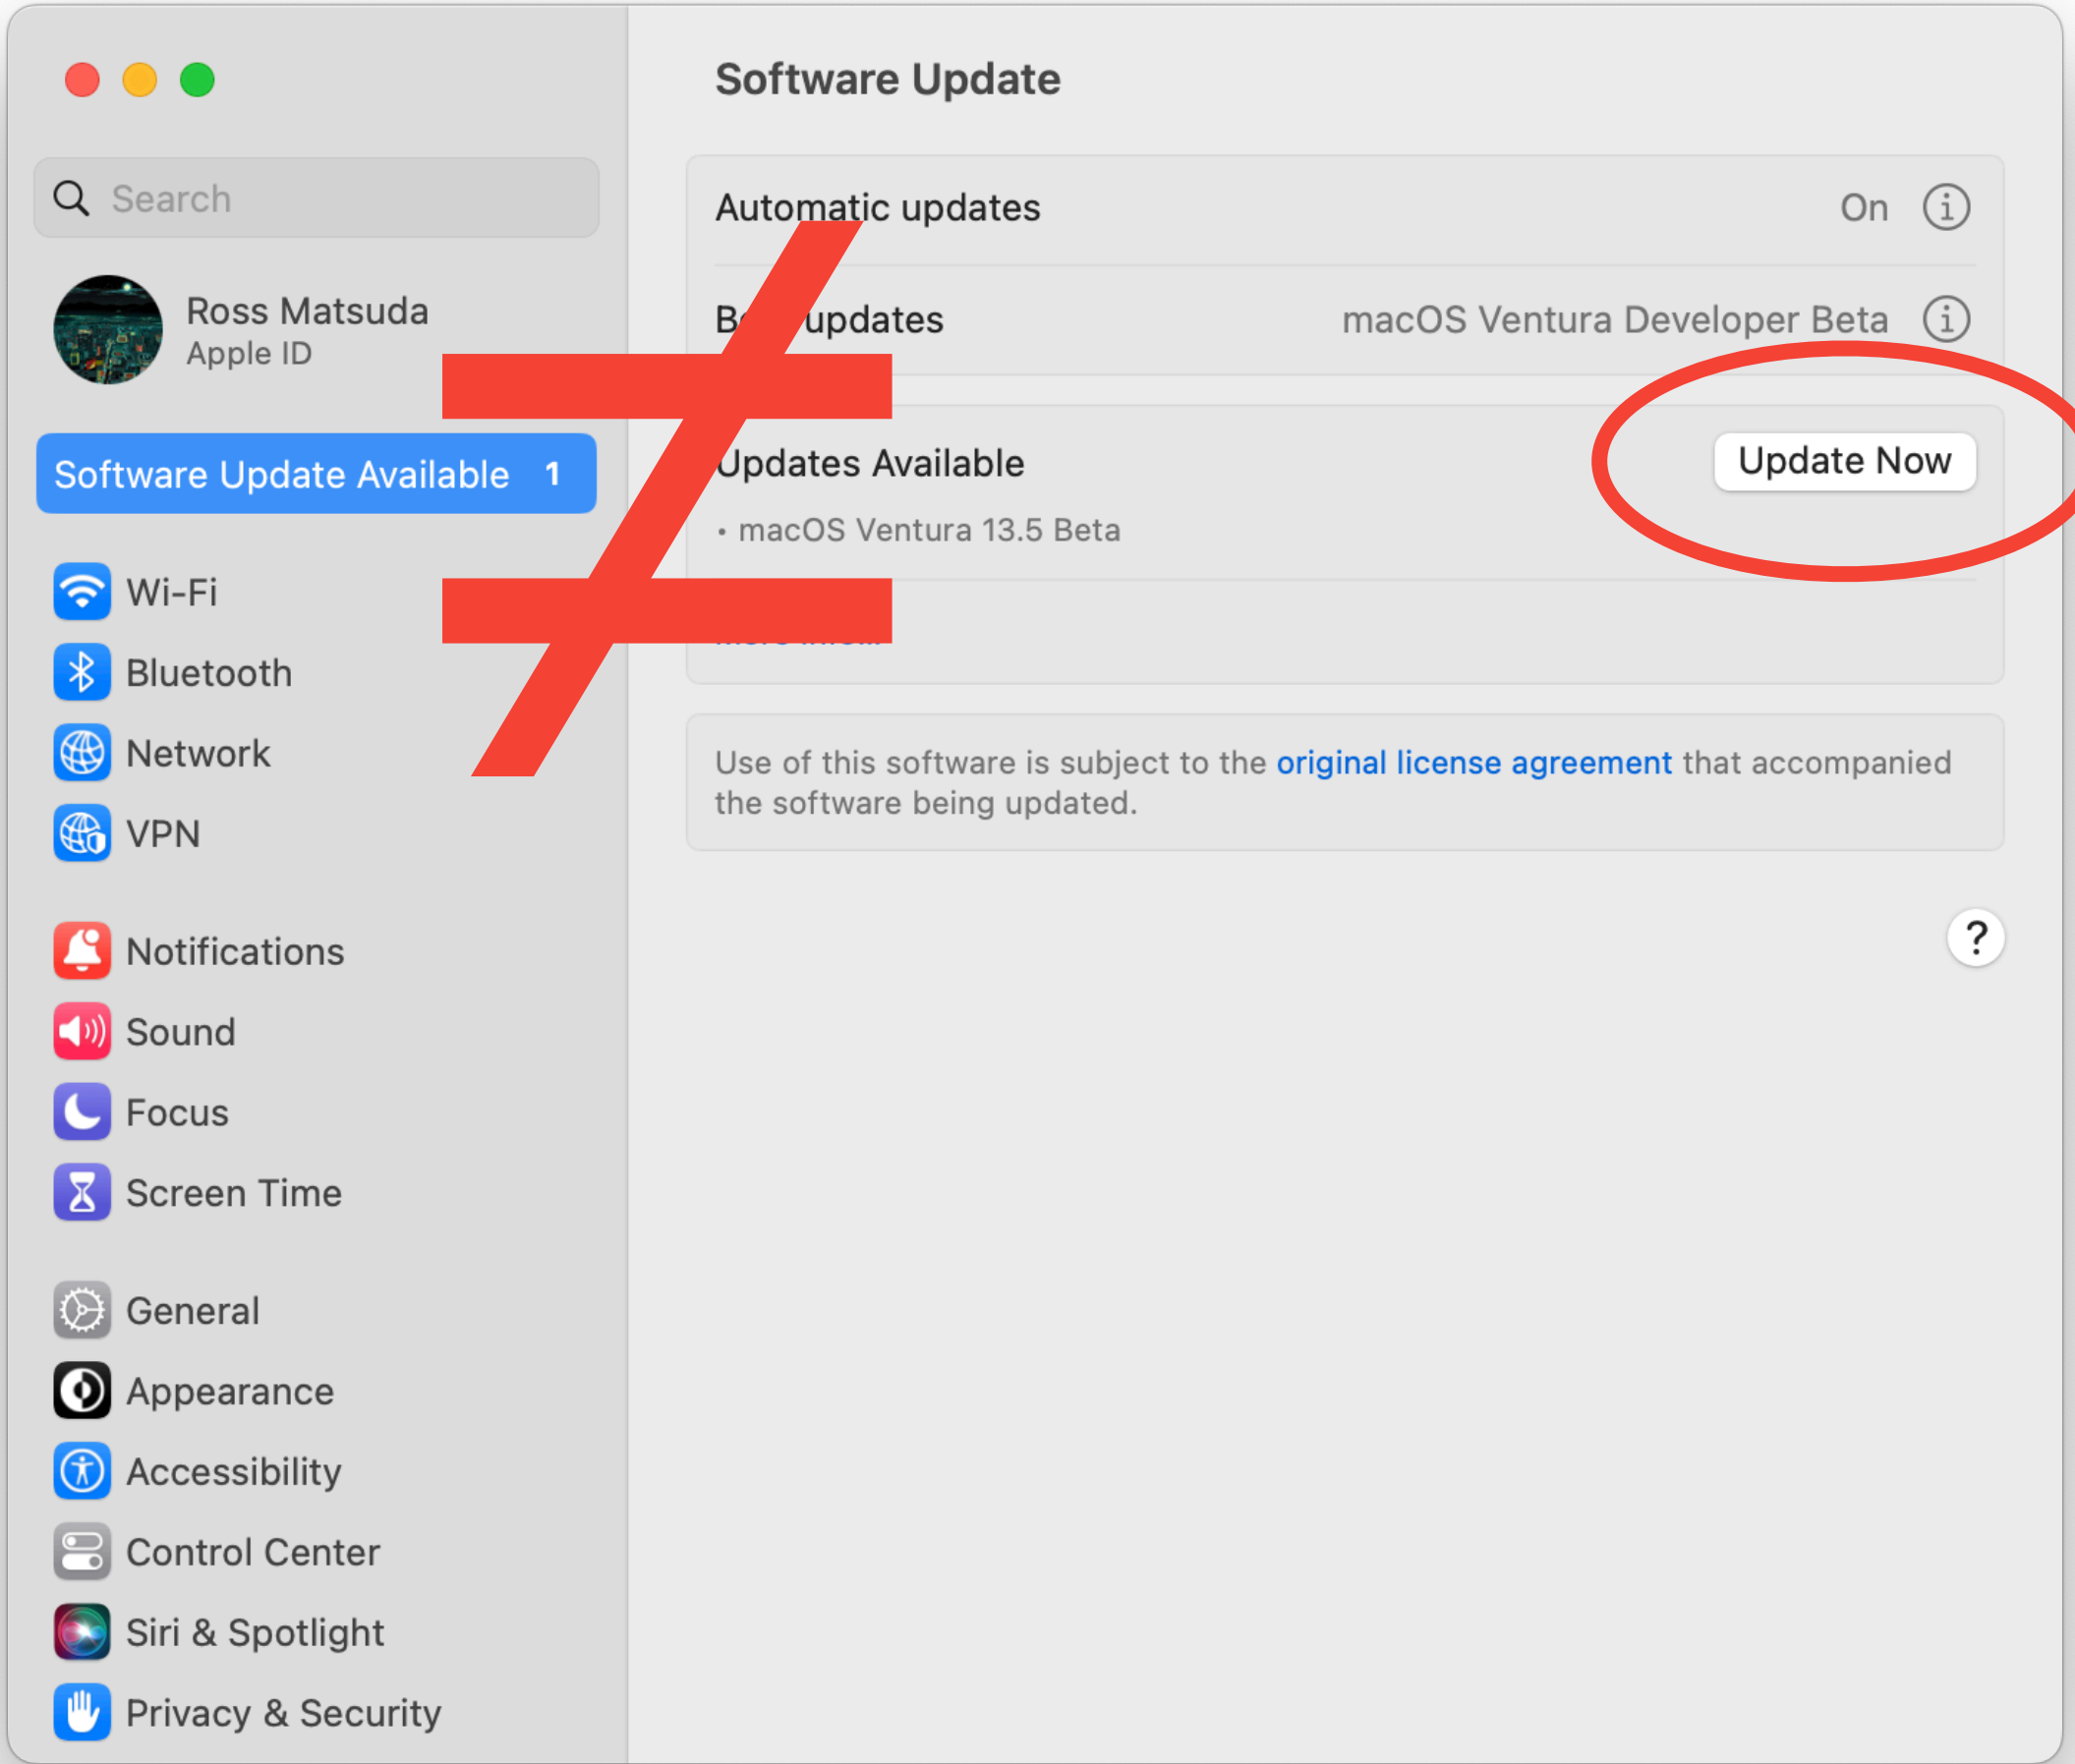 Software Update
Search
Automatic updates
On
Ross Matsuda
Apple ID
updates
macOS Ventura Developer Beta
Software Update Available 1
Updates Available
Update Now
• macOS Ventura 13.5 Beta
Wi-Fi
Bluetooth
Network
VPN
Use of this software is subject to the original license agreement that accompanied
the software being updated.
?
Notifications
Sound
Focus
Screen Time
General
Appearance
Accessibility
Control Center
Siri & Spotlight
Privacy & Security